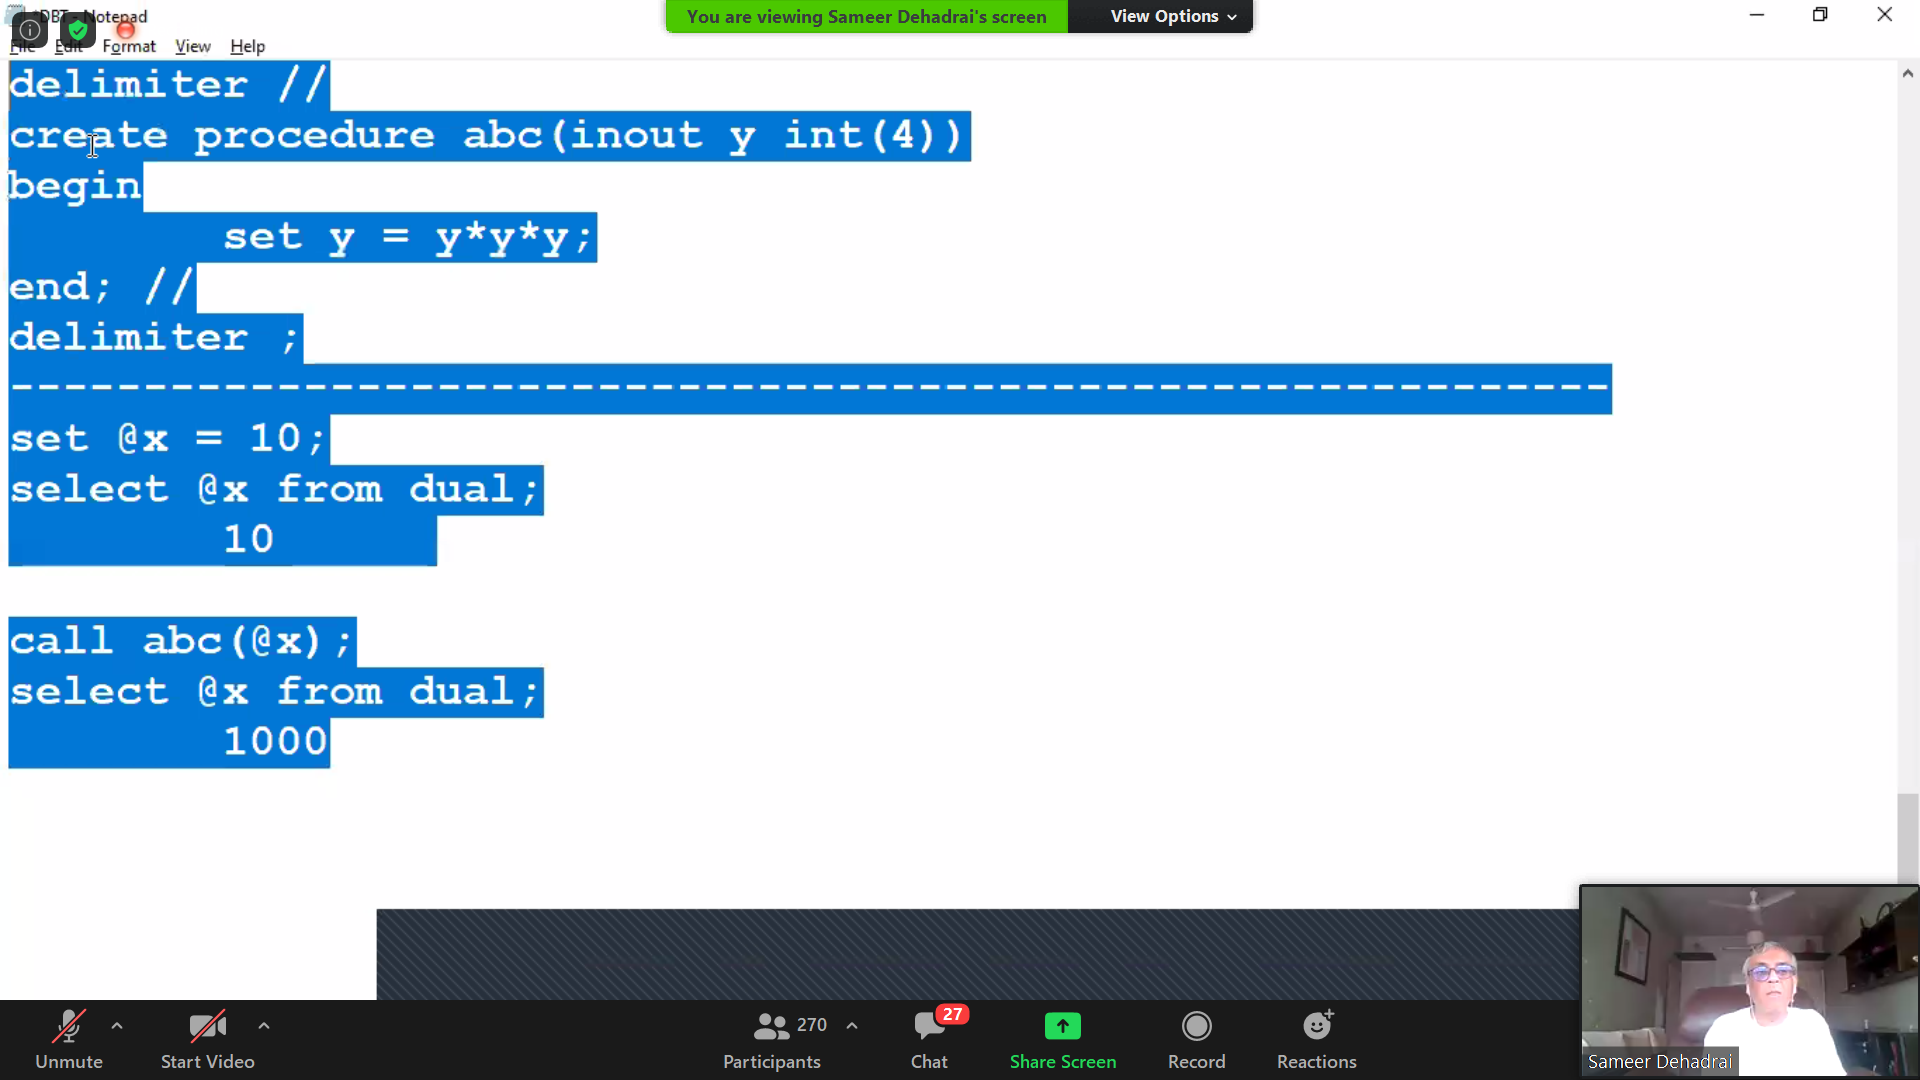 *DBT - Notepad
You are viewing Sameer Dehadrai's screen
View Options
File Edit Format View Help
delimiter //
create procedure abc(inout y int(4))
begin
set y = y*y*y;
end; //
delimiter ;
------------------------------------------------------------
set @x = 10;
select @x from dual;
10
call abc(@x);
select @x from dual;
1000
Unmute
Start Video
270
Participants
27
Chat
Share Screen
Record
Reactions
Sameer Dehadrai